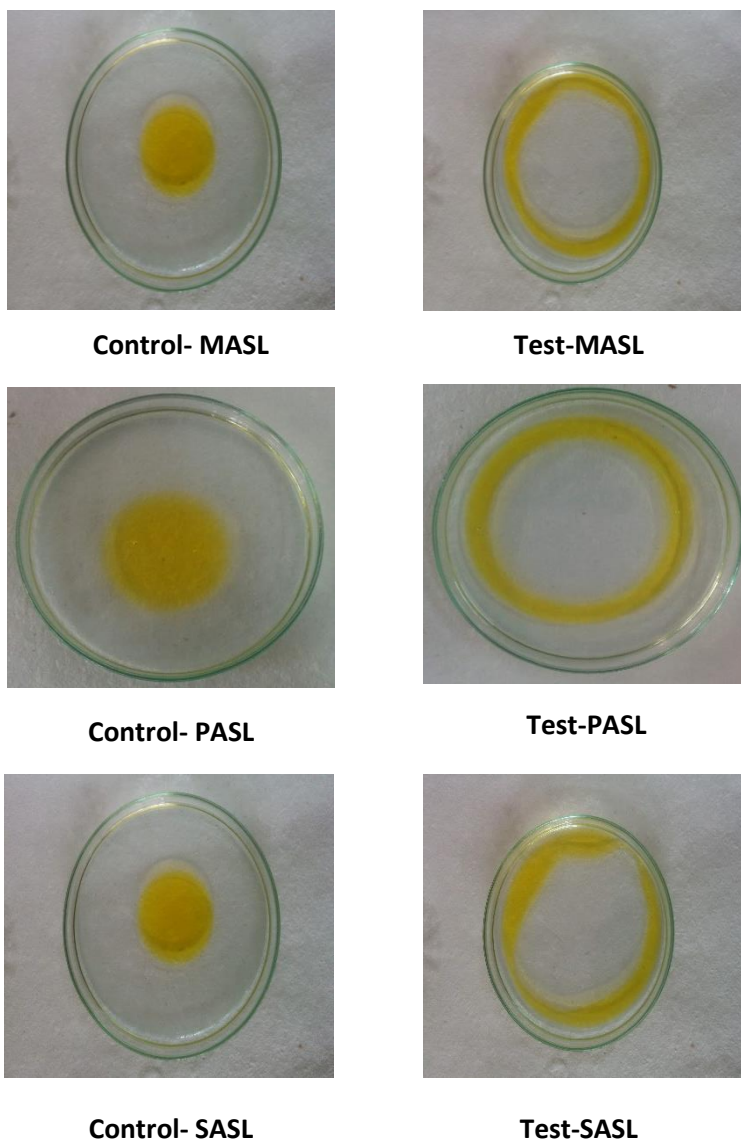 Control- MASL
Test-MASL
Control- PASL
Test-PASL
Control- SASL
Test-SASL